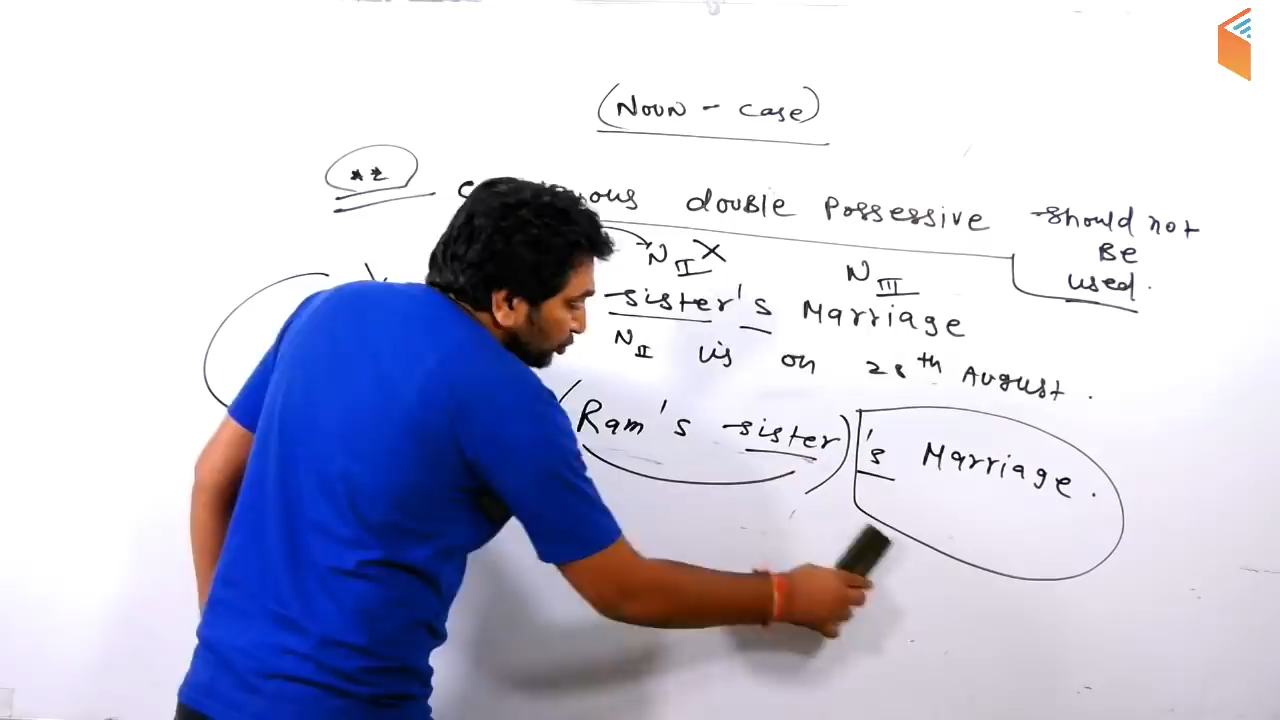 (Noun - case)
** double possessive should not
Be
used.
N II X N III
sister's Marriage
N II is on 28th August.
(Ram's sister)'s Marriage.